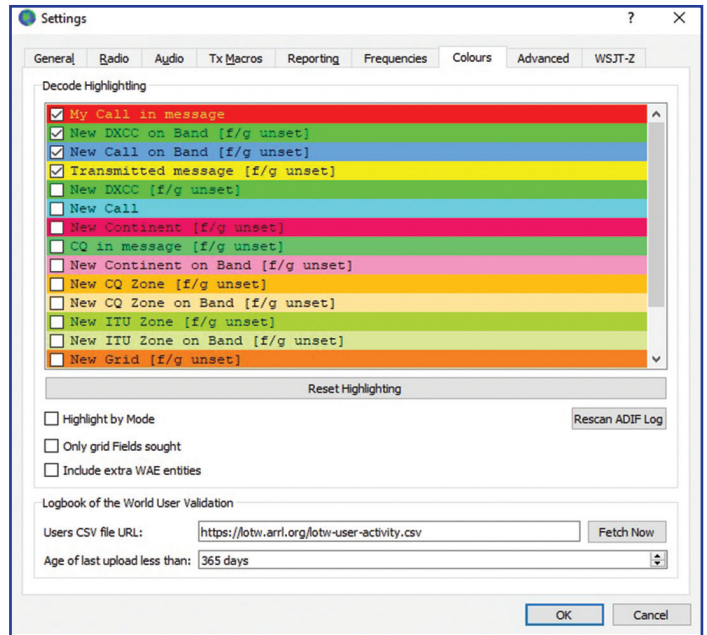 Settings ? ✕
General Radio Audio Tx Macros Reporting Frequencies Colours Advanced WSJT-Z
Decode Highlightling
My Call in message
New DXCC on Band [f/g unset]
New Call on Band [f/g unset]
Transmitted message [f/g unset]
New DXCC [f/g unset]
New Call
New Continent [f/g unset]
CQ in message [f/g unset]
New Continent on Band [f/g unset]
New CQ Zone [f/g unset]
New CQ Zone on Band [f/g unset]
New ITU Zone [f/g unset]
New ITU Zone on Band [f/g unset]
New Grid [f/g unset]
Reset Highlighting
Highlight by Mode Rescan ADIF Log
Only grid Fields sought
Include extra WAE entities
Logbook of the World User Validation
Users CSV file URL: https://lotw.arrl.org/lotw-user-activity.csv Fetch Now
Age of last upload less than: 365 days
OK Cancel